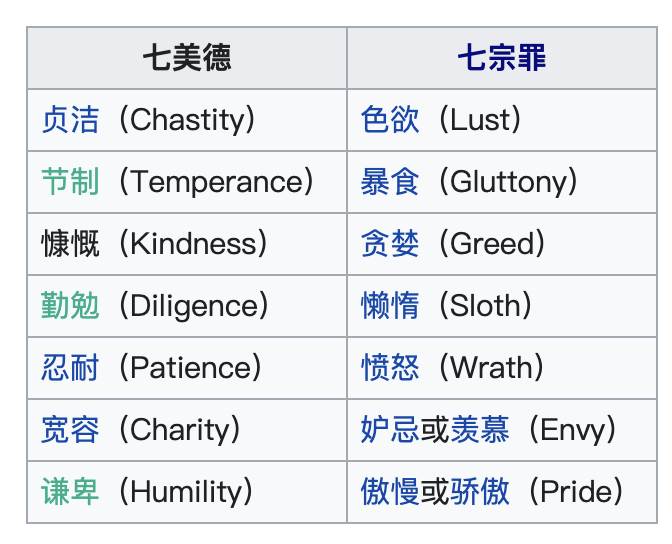 七美德 七宗罪
贞洁（Chastity） 色欲（Lust）
节制（Temperance） 暴食（Gluttony）
慷慨（Kindness） 贪婪（Greed）
勤勉（Diligence） 懒惰（Sloth）
忍耐（Patience） 愤怒（Wrath）
宽容（Charity） 妒忌或羡慕（Envy）
谦卑（Humility） 傲慢或骄傲（Pride）